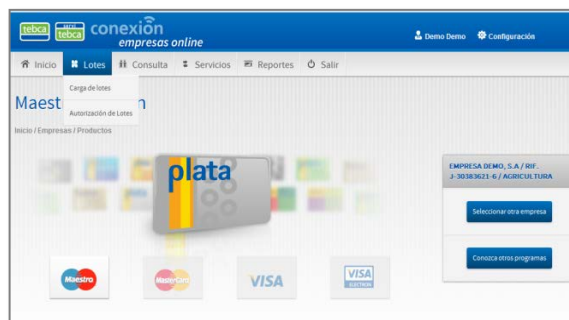 tebca tebca conexión
empresas online
Demo Demo Configuración
Inicio Lotes Consulta Servicios Reportes Salir
Carga de lotes
Autorización de Lotes
Maest n
Inicio / Empresas / Productos
plata
EMPRESA DEMO, S.A / RIF.
J-30383621-6 / AGRICULTURA
Seleccionar otra empresa
Conozca otros programas
Maestro MasterCard VISA VISA
ELECTRON